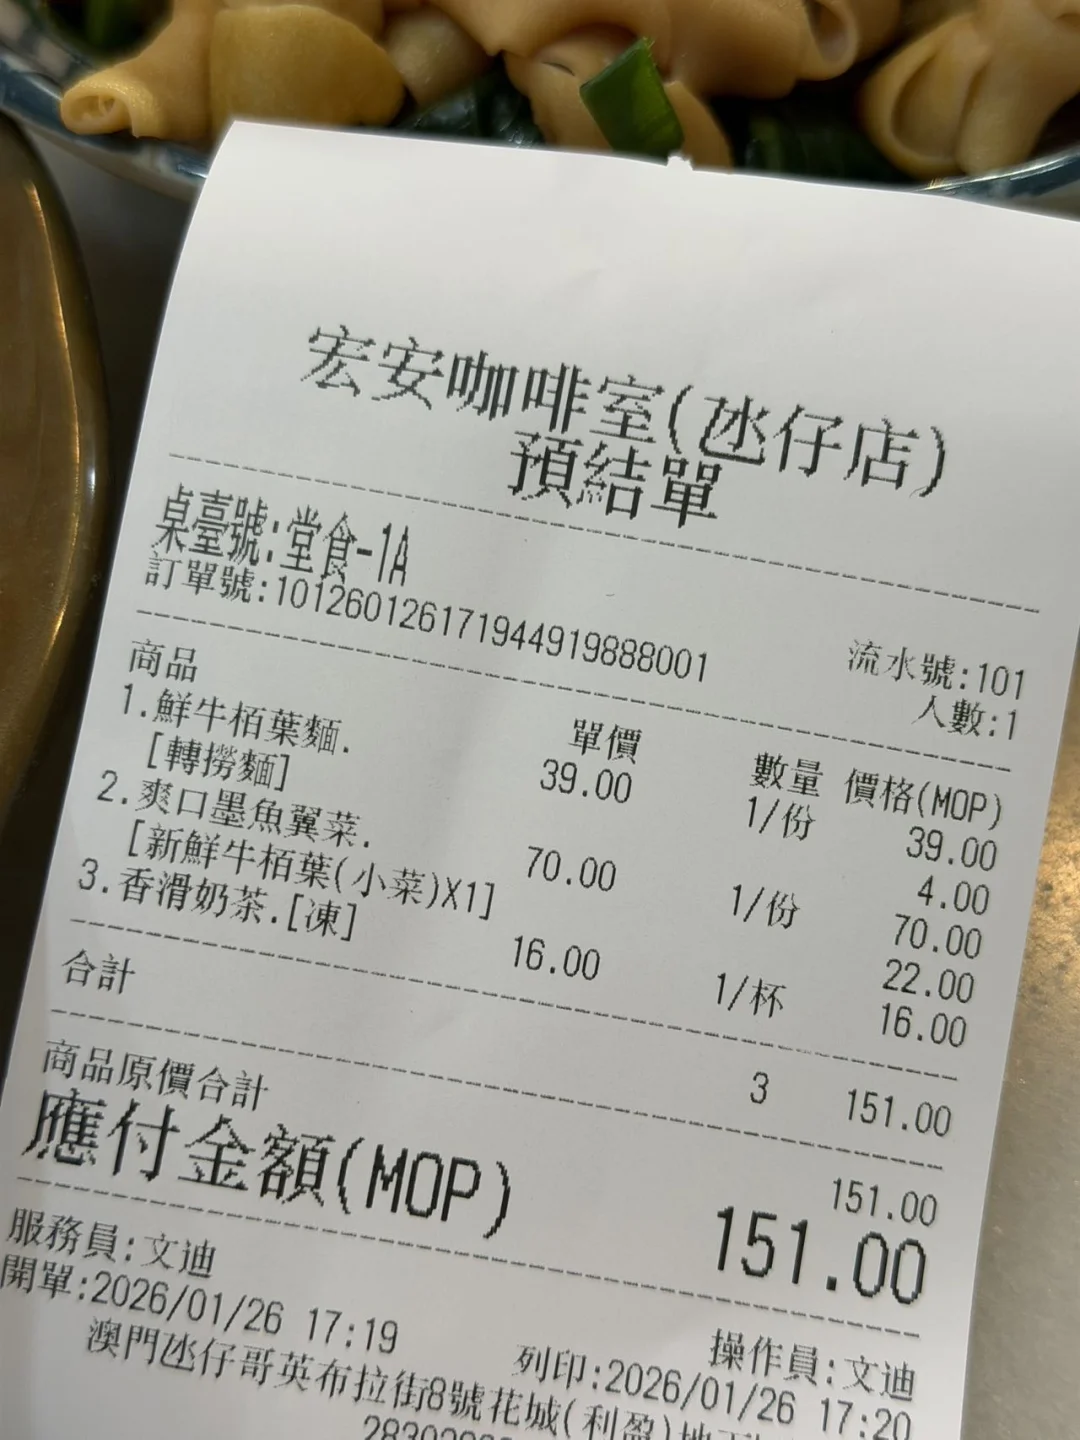 宏安咖啡室(氹仔店)
預結單
桌臺號:堂食-1A
訂單號:101260126171944919888001
流水號:101
人數:1
商品 單價 數量 價格(MOP)
1.鮮牛栢葉麵. 39.00 1/份 39.00
[轉撈麵] 4.00
2.爽口墨魚翼菜. 70.00 1/份 70.00
[新鮮牛栢葉(小菜)X1] 22.00
3.香滑奶茶.[凍] 16.00 1/杯 16.00
合計 3 151.00
商品原價合計 151.00
應付金額(MOP) 151.00
服務員:文迪 操作員:文迪
開單:2026/01/26 17:19 列印:2026/01/26 17:20
澳門氹仔哥英布拉街8號花城(利盈)地下